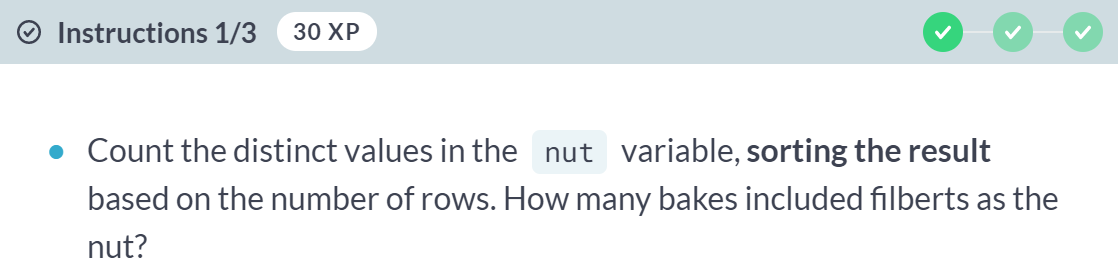 Instructions 1/3 30 XP
Count the distinct values in the nut variable, sorting the result
based on the number of rows. How many bakes included filberts as the
nut?